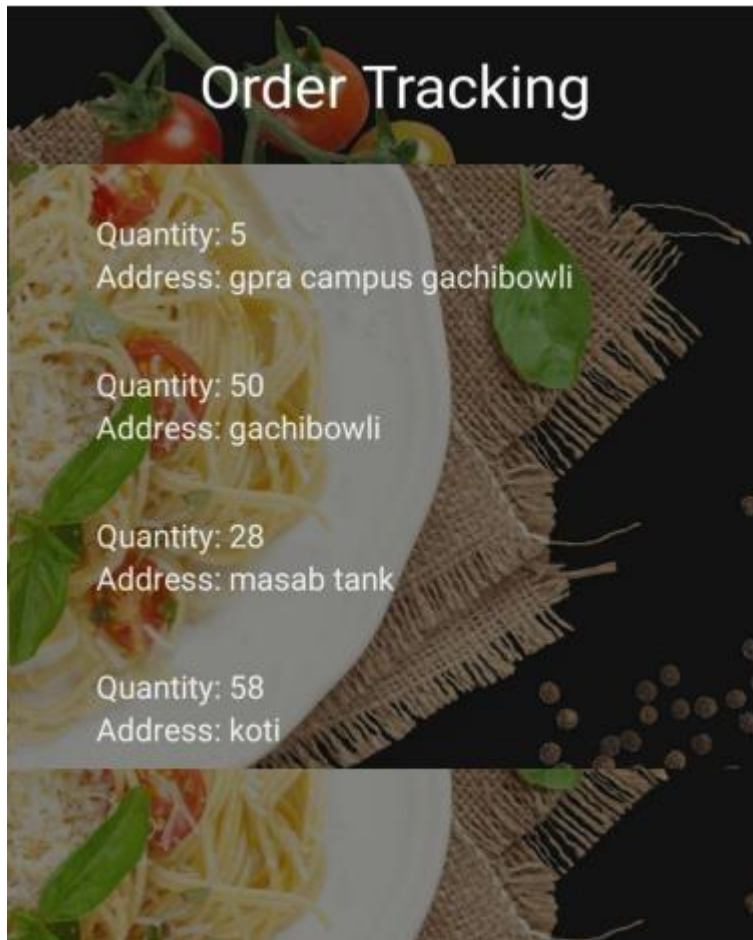 Order Tracking
Quantity: 5
Address: gpra campus gachibowli
Quantity: 50
Address: gachibowli
Quantity: 28
Address: masab tank
Quantity: 58
Address: koti